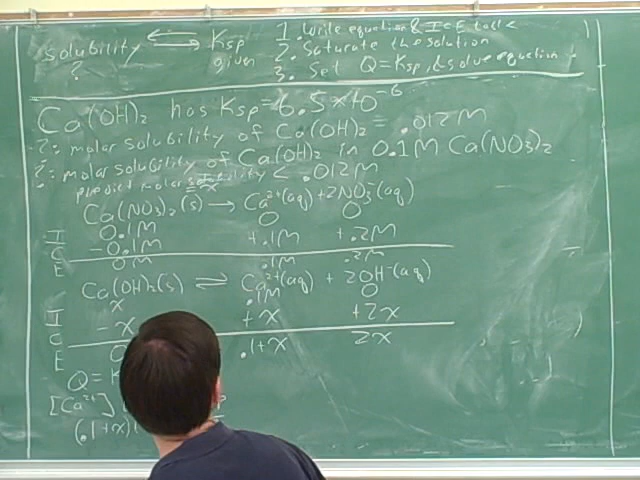 solubility ⇌ Ksp
? given
1. Write equation & ICE table
2. Saturate the solution
3. Set Q=Ksp, & solve equation
Ca(OH)₂ has Ksp=6.5x10⁻⁶
?: molar solubility of Ca(OH)₂ = .012M
?: molar solubility of Ca(OH)₂ in 0.1M Ca(NO3)₂
predict molar solubility < .012M
= x
Ca(NO3)₂(s) → Ca²⁺(aq) + 2NO3⁻(aq)
I 0.1M 0 0
C -0.1M +.1M +.2M
E 0M .1M .2M
Ca(OH)₂(s) ⇌ Ca²⁺(aq) + 2OH⁻(aq)
I x .1M 0
C -x +x +2x
E 0 .1+x 2x
Q = K
[Ca²⁺] [
(.1+x)(